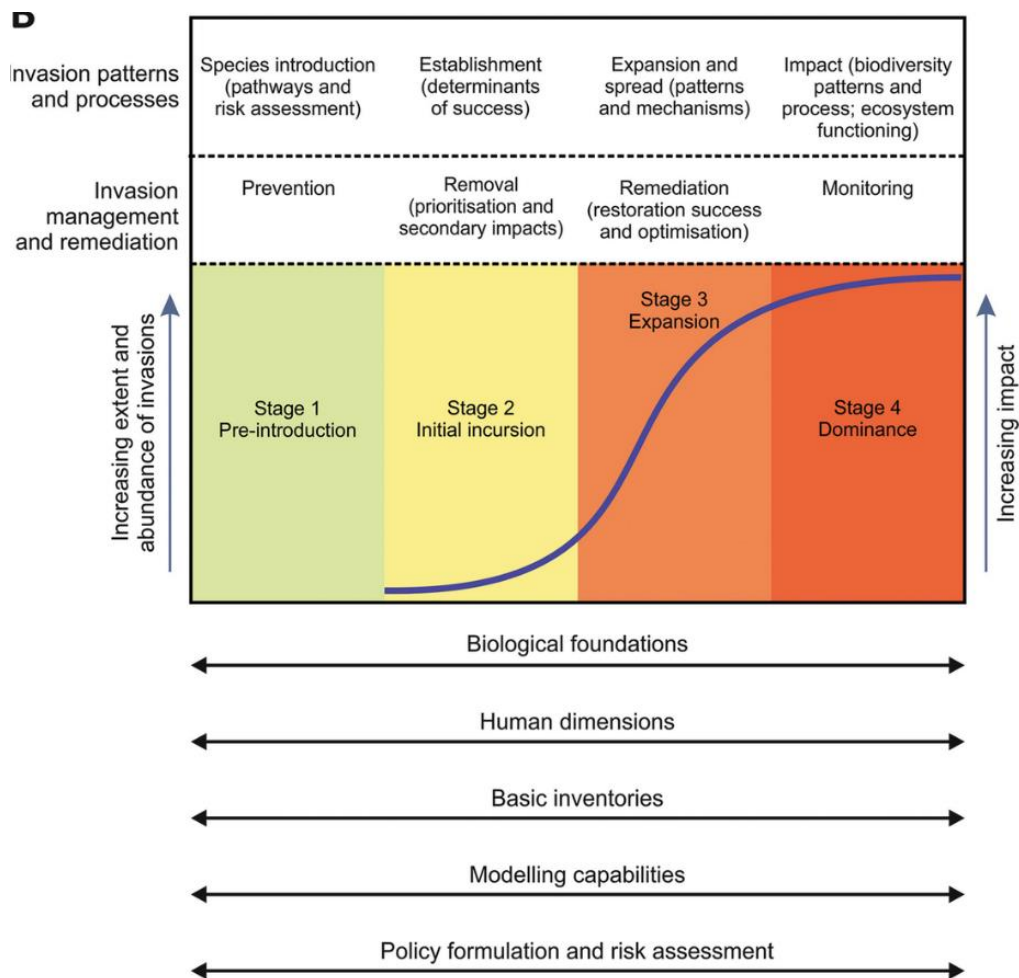 B
Invasion patterns
and processes
Species introduction
(pathways and
risk assessment)
Establishment
(determinants
of success)
Expansion and
spread (patterns
and mechanisms)
Impact (biodiversity
patterns and
process; ecosystem
functioning)
Invasion
management
and remediation
Prevention
Removal
(prioritisation and
secondary impacts)
Remediation
(restoration success
and optimisation)
Monitoring
Increasing extent and
abundance of invasions
Stage 1
Pre-introduction
Stage 2
Initial incursion
Stage 3
Expansion
Stage 4
Dominance
Increasing impact
Biological foundations
Human dimensions
Basic inventories
Modelling capabilities
Policy formulation and risk assessment